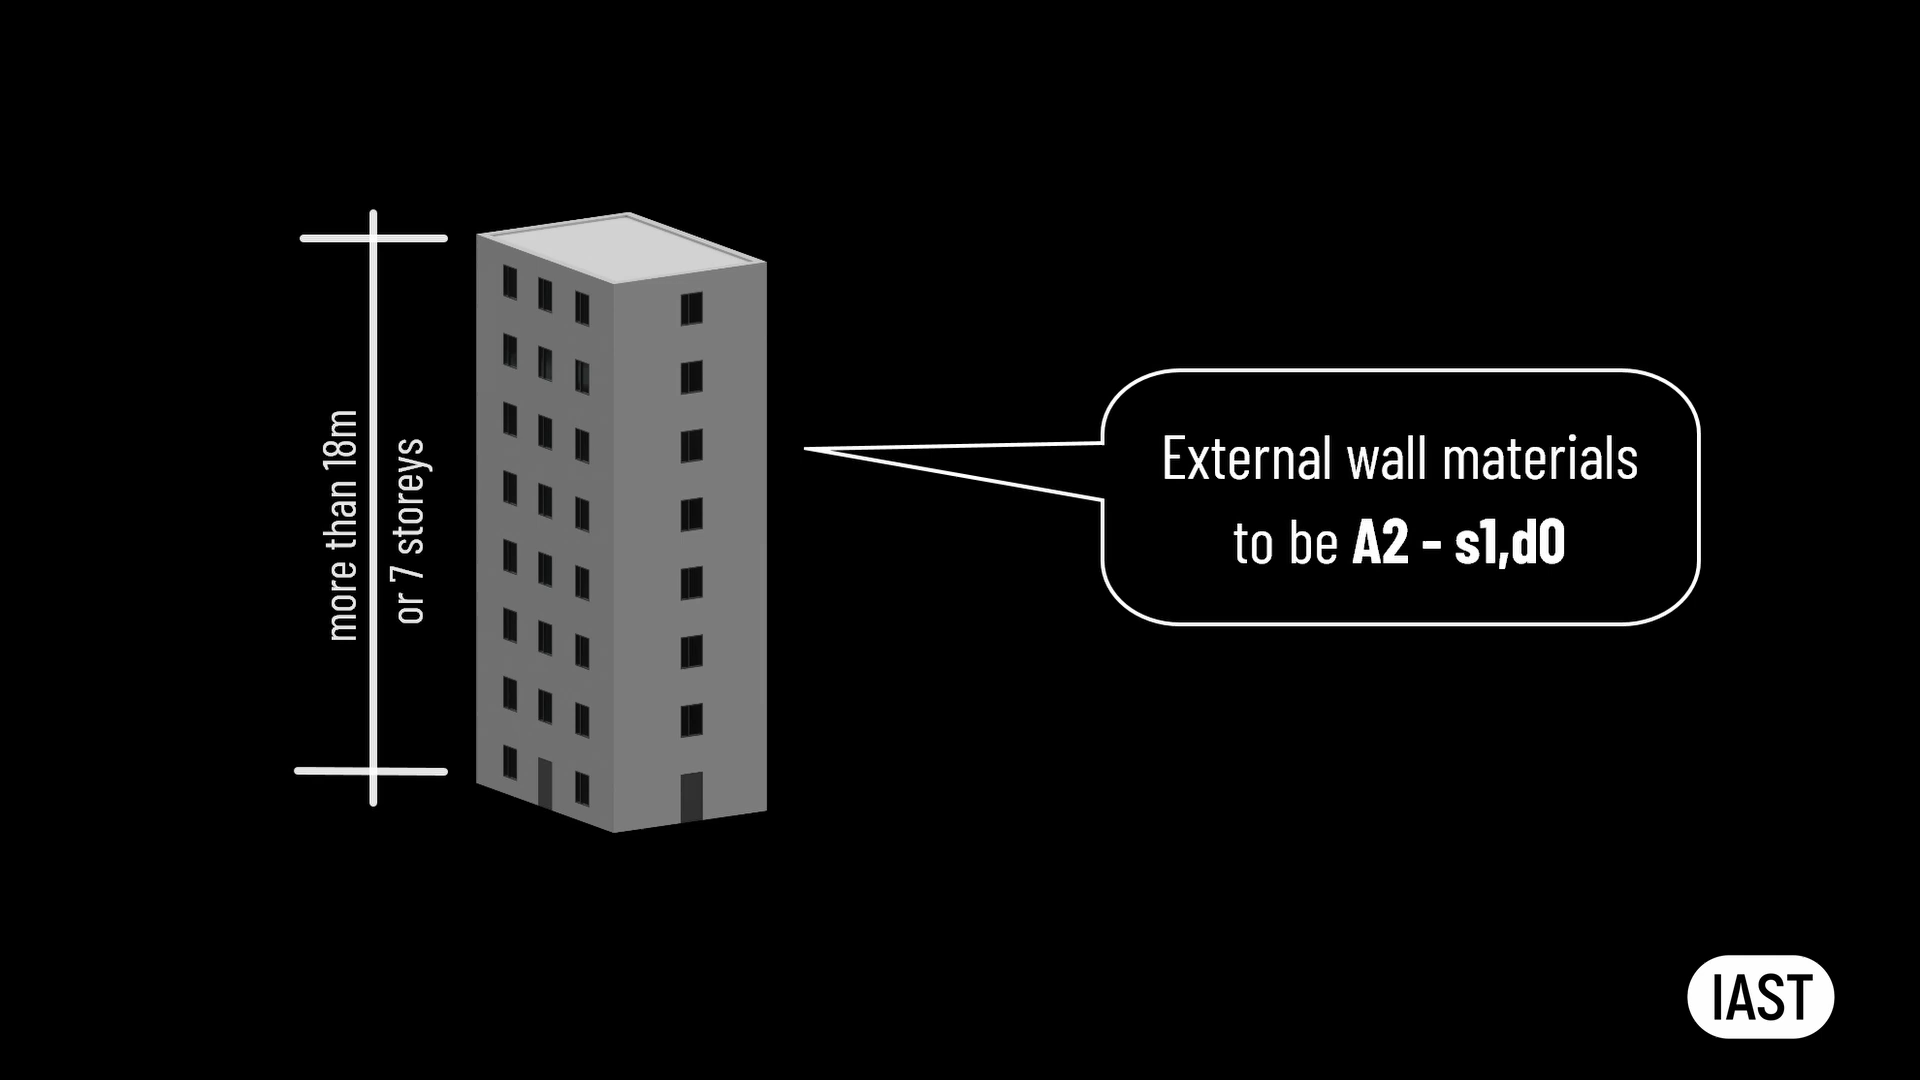 more than 18m
or 7 storeys
External wall materials
to be A2 - s1,d0
IAST